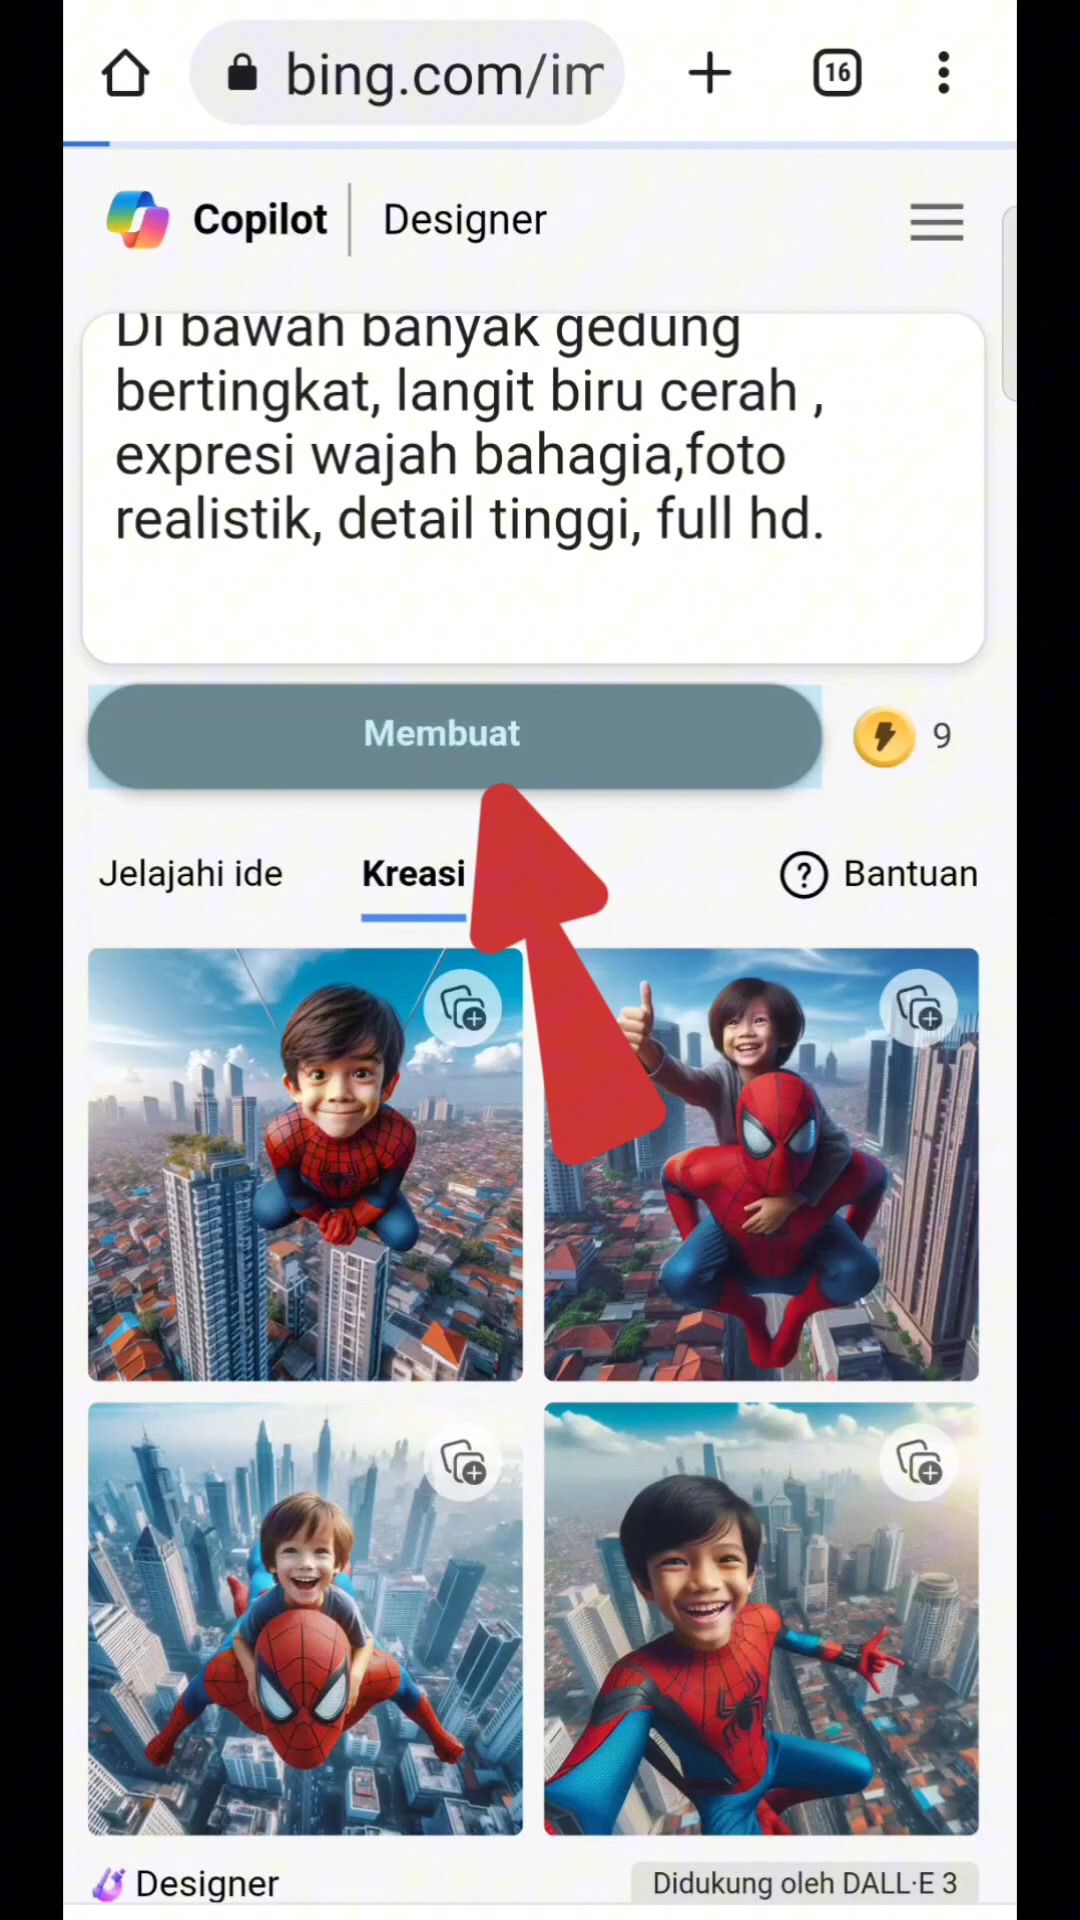 bing.com/im
16
Copilot | Designer
Di bawah banyak gedung
bertingkat, langit biru cerah ,
expresi wajah bahagia,foto
realistik, detail tinggi, full hd.
Membuat
9
Jelajahi ide
Kreasi
? Bantuan
Designer
Didukung oleh DALL·E 3